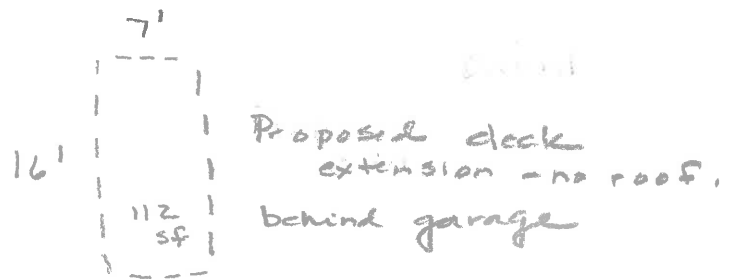 7'
16'
Proposed deck
extension - no roof.
112
sf
behind garage